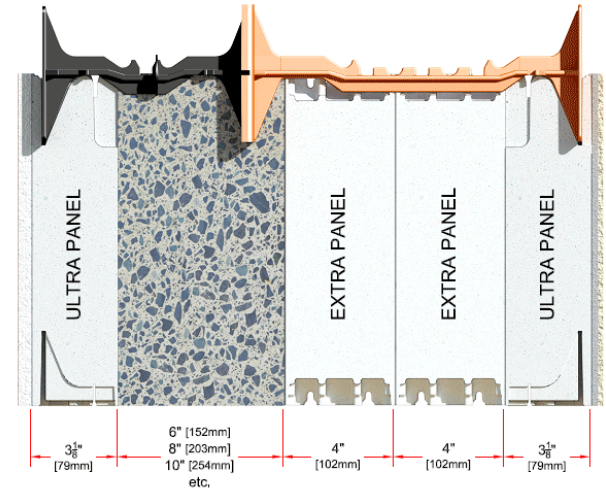 ULTRA PANEL
EXTRA PANEL
EXTRA PANEL
ULTRA PANEL
3⅛"
[79mm]
6" [152mm]
8" [203mm]
10" [254mm]
etc.
4"
[102mm]
4"
[102mm]
3⅛"
[79mm]